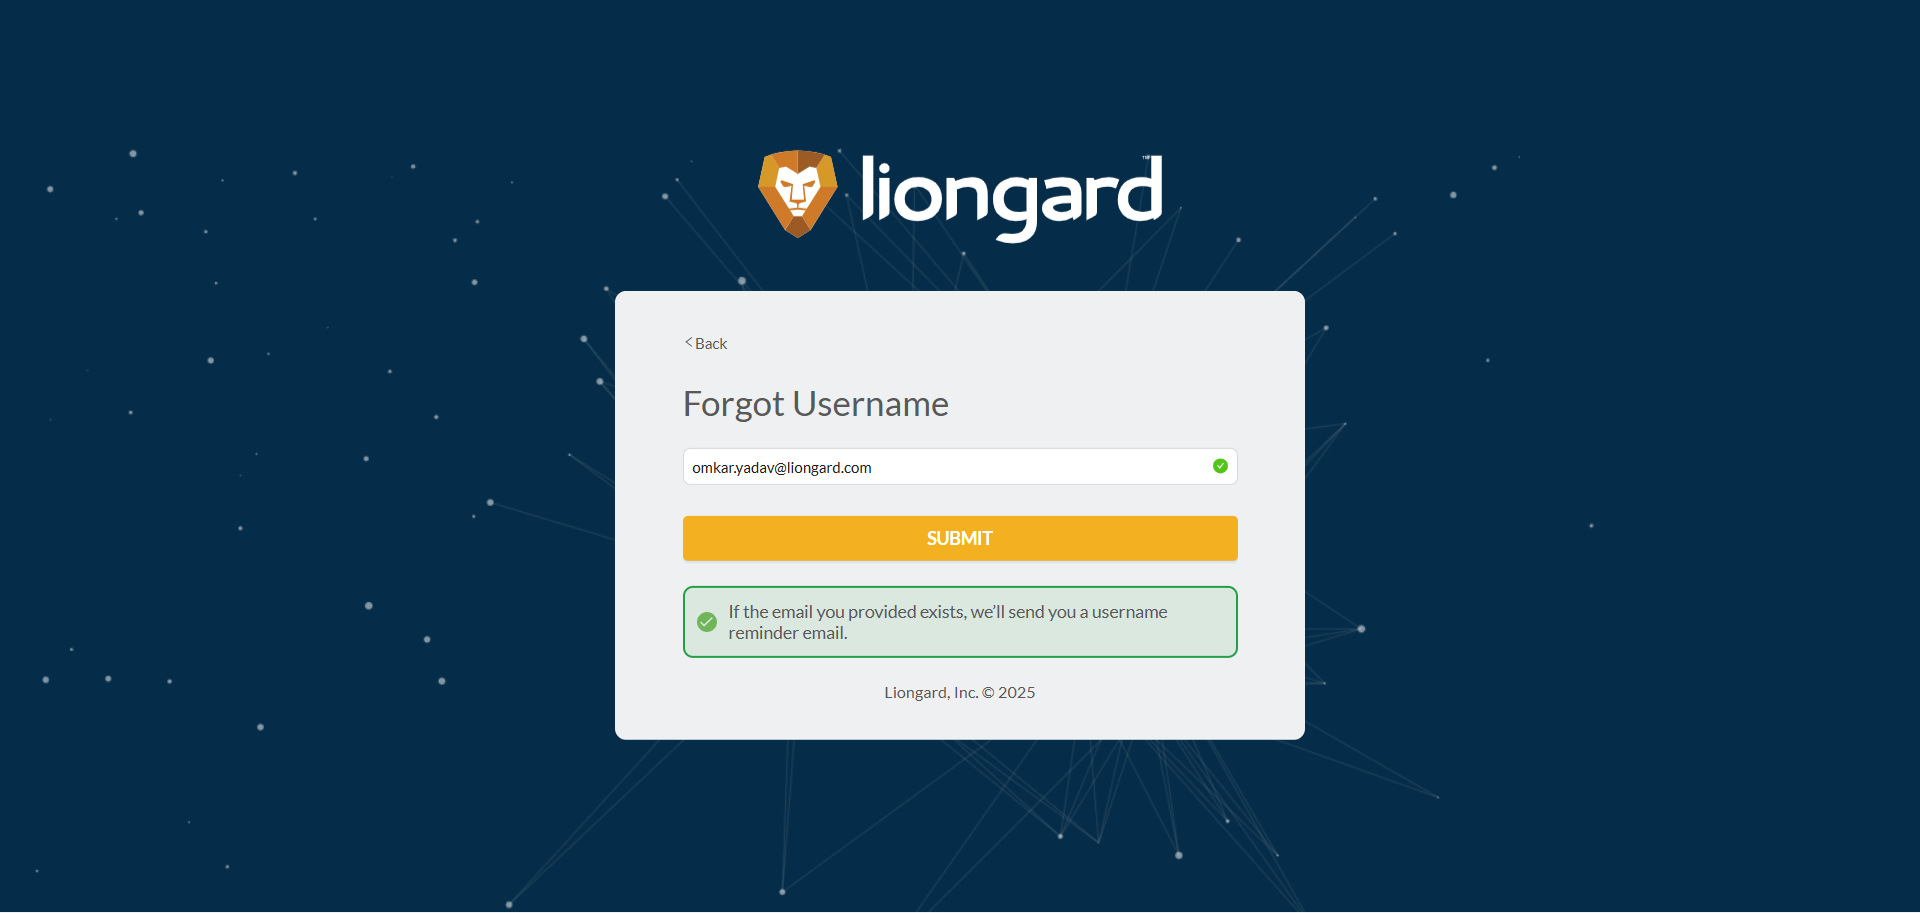 liongard™
< Back
Forgot Username
omkar.yadav@liongard.com
SUBMIT
If the email you provided exists, we’ll send you a username
reminder email.
Liongard, Inc. © 2025